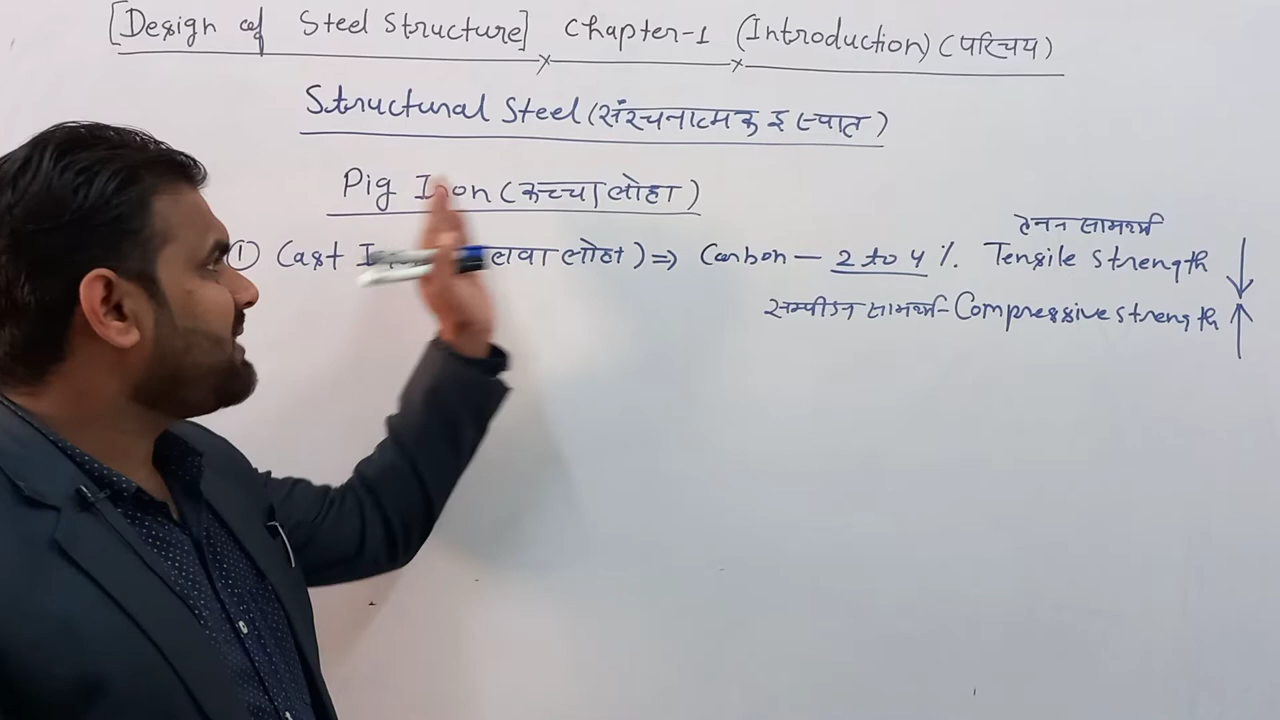 [Design of Steel Structure] Chapter-1 (Introduction) (परिचय)
Structural Steel (संरचनात्मक इस्पात)
Pig Iron (कच्चा लोहा)
① Cast लवा लोहा) ⇒ Carbon — 2 to 4 %. Tensile Strength ↓
तनन सामर्थ्य
सम्पीडन सामर्थ्य - Compressive strength ↑